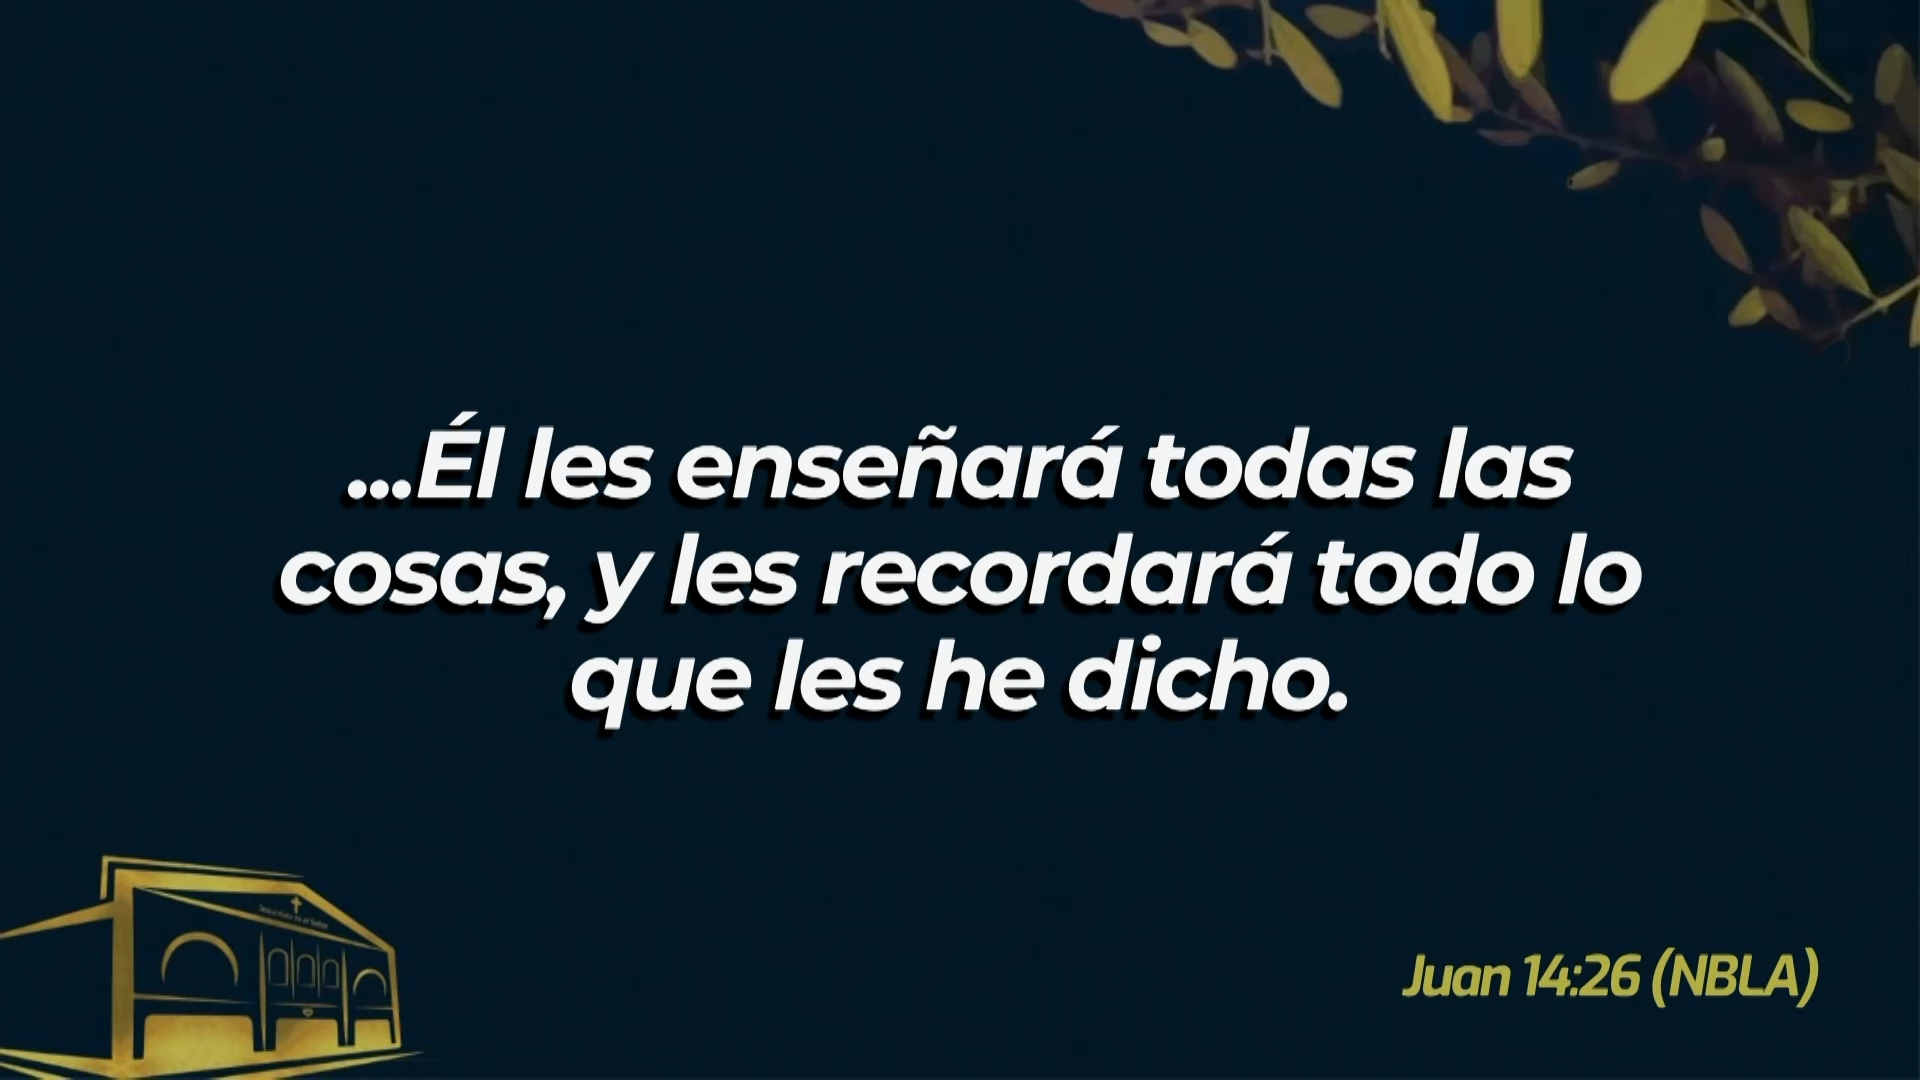 ...Él les enseñará todas las
cosas, y les recordará todo lo
que les he dicho.
Juan 14:26 (NBLA)